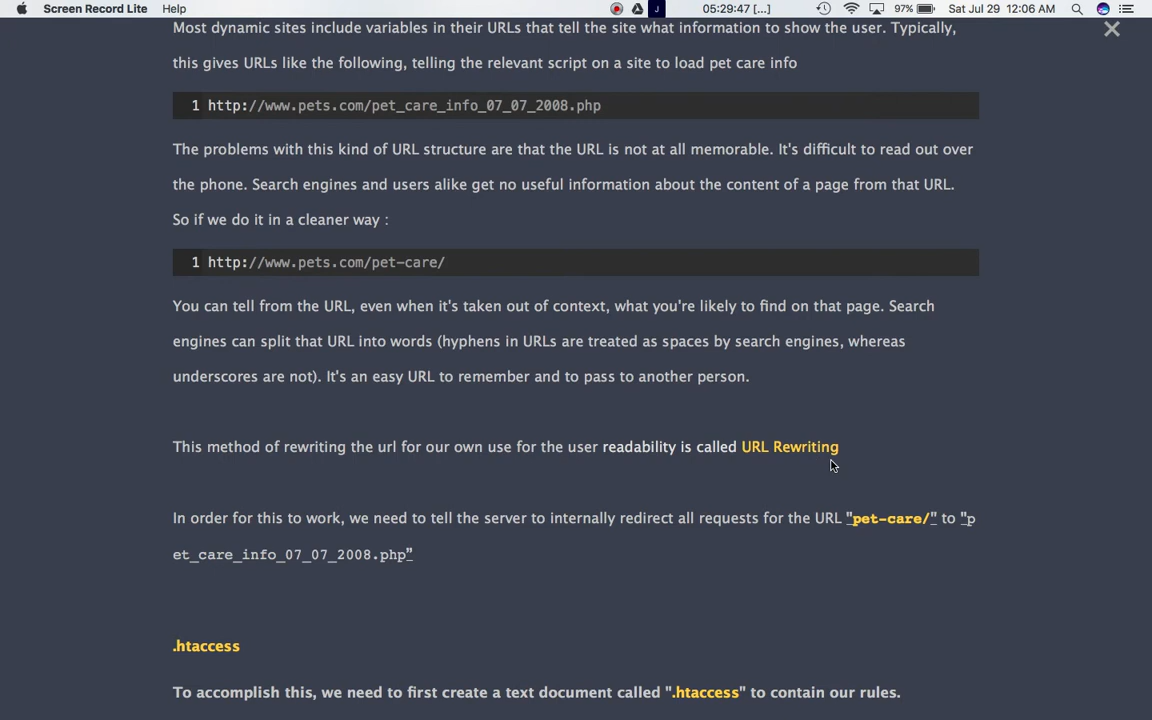 Screen Record Lite Help J 05:29:47 [...] 97% Sat Jul 29 12:06 AM
Most dynamic sites include variables in their URLs that tell the site what information to show the user. Typically,
this gives URLs like the following, telling the relevant script on a site to load pet care info
1 http://www.pets.com/pet_care_info_07_07_2008.php
The problems with this kind of URL structure are that the URL is not at all memorable. It's difficult to read out over
the phone. Search engines and users alike get no useful information about the content of a page from that URL.
So if we do it in a cleaner way :
1 http://www.pets.com/pet-care/
You can tell from the URL, even when it's taken out of context, what you're likely to find on that page. Search
engines can split that URL into words (hyphens in URLs are treated as spaces by search engines, whereas
underscores are not). It's an easy URL to remember and to pass to another person.
This method of rewriting the url for our own use for the user readability is called URL Rewriting
In order for this to work, we need to tell the server to internally redirect all requests for the URL "pet-care/" to "p
et_care_info_07_07_2008.php”
.htaccess
To accomplish this, we need to first create a text document called ".htaccess" to contain our rules.